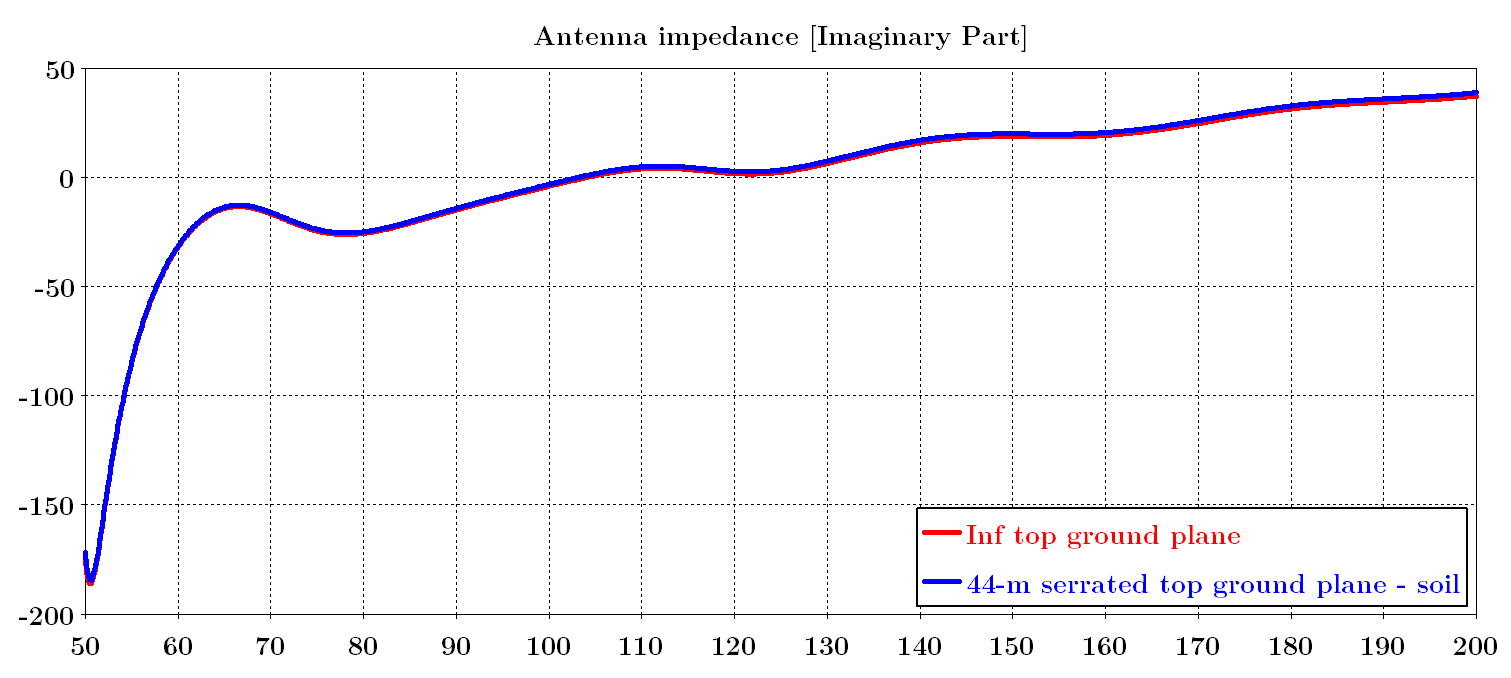 Antenna impedance [Imaginary Part]
50
0
-50
-100
-150
-200
Inf top ground plane
44-m serrated top ground plane - soil
50 60 70 80 90 100 110 120 130 140 150 160 170 180 190 200